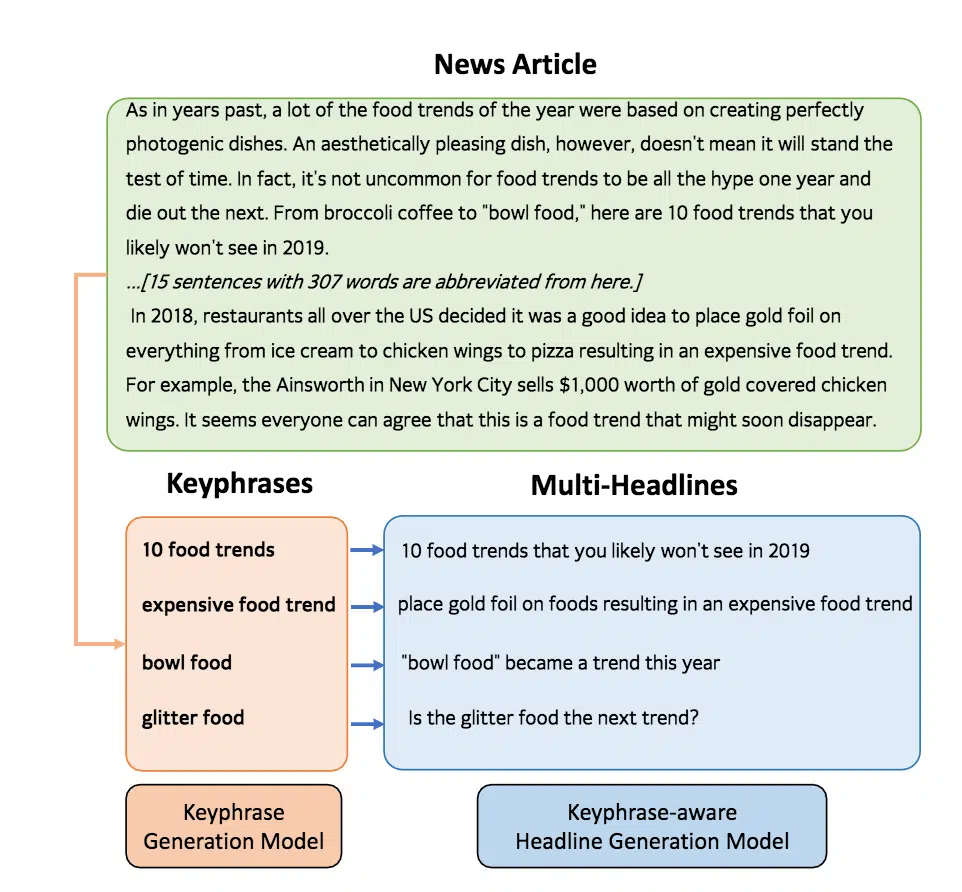 News Article
As in years past, a lot of the food trends of the year were based on creating perfectly
photogenic dishes. An aesthetically pleasing dish, however, doesn't mean it will stand the
test of time. In fact, it's not uncommon for food trends to be all the hype one year and
die out the next. From broccoli coffee to "bowl food," here are 10 food trends that you
likely won't see in 2019.
...[15 sentences with 307 words are abbreviated from here.]
In 2018, restaurants all over the US decided it was a good idea to place gold foil on
everything from ice cream to chicken wings to pizza resulting in an expensive food trend.
For example, the Ainsworth in New York City sells $1,000 worth of gold covered chicken
wings. It seems everyone can agree that this is a food trend that might soon disappear.
Keyphrases
Multi-Headlines
10 food trends
10 food trends that you likely won't see in 2019
expensive food trend
place gold foil on foods resulting in an expensive food trend
bowl food
"bowl food" became a trend this year
glitter food
Is the glitter food the next trend?
Keyphrase
Generation Model
Keyphrase-aware
Headline Generation Model